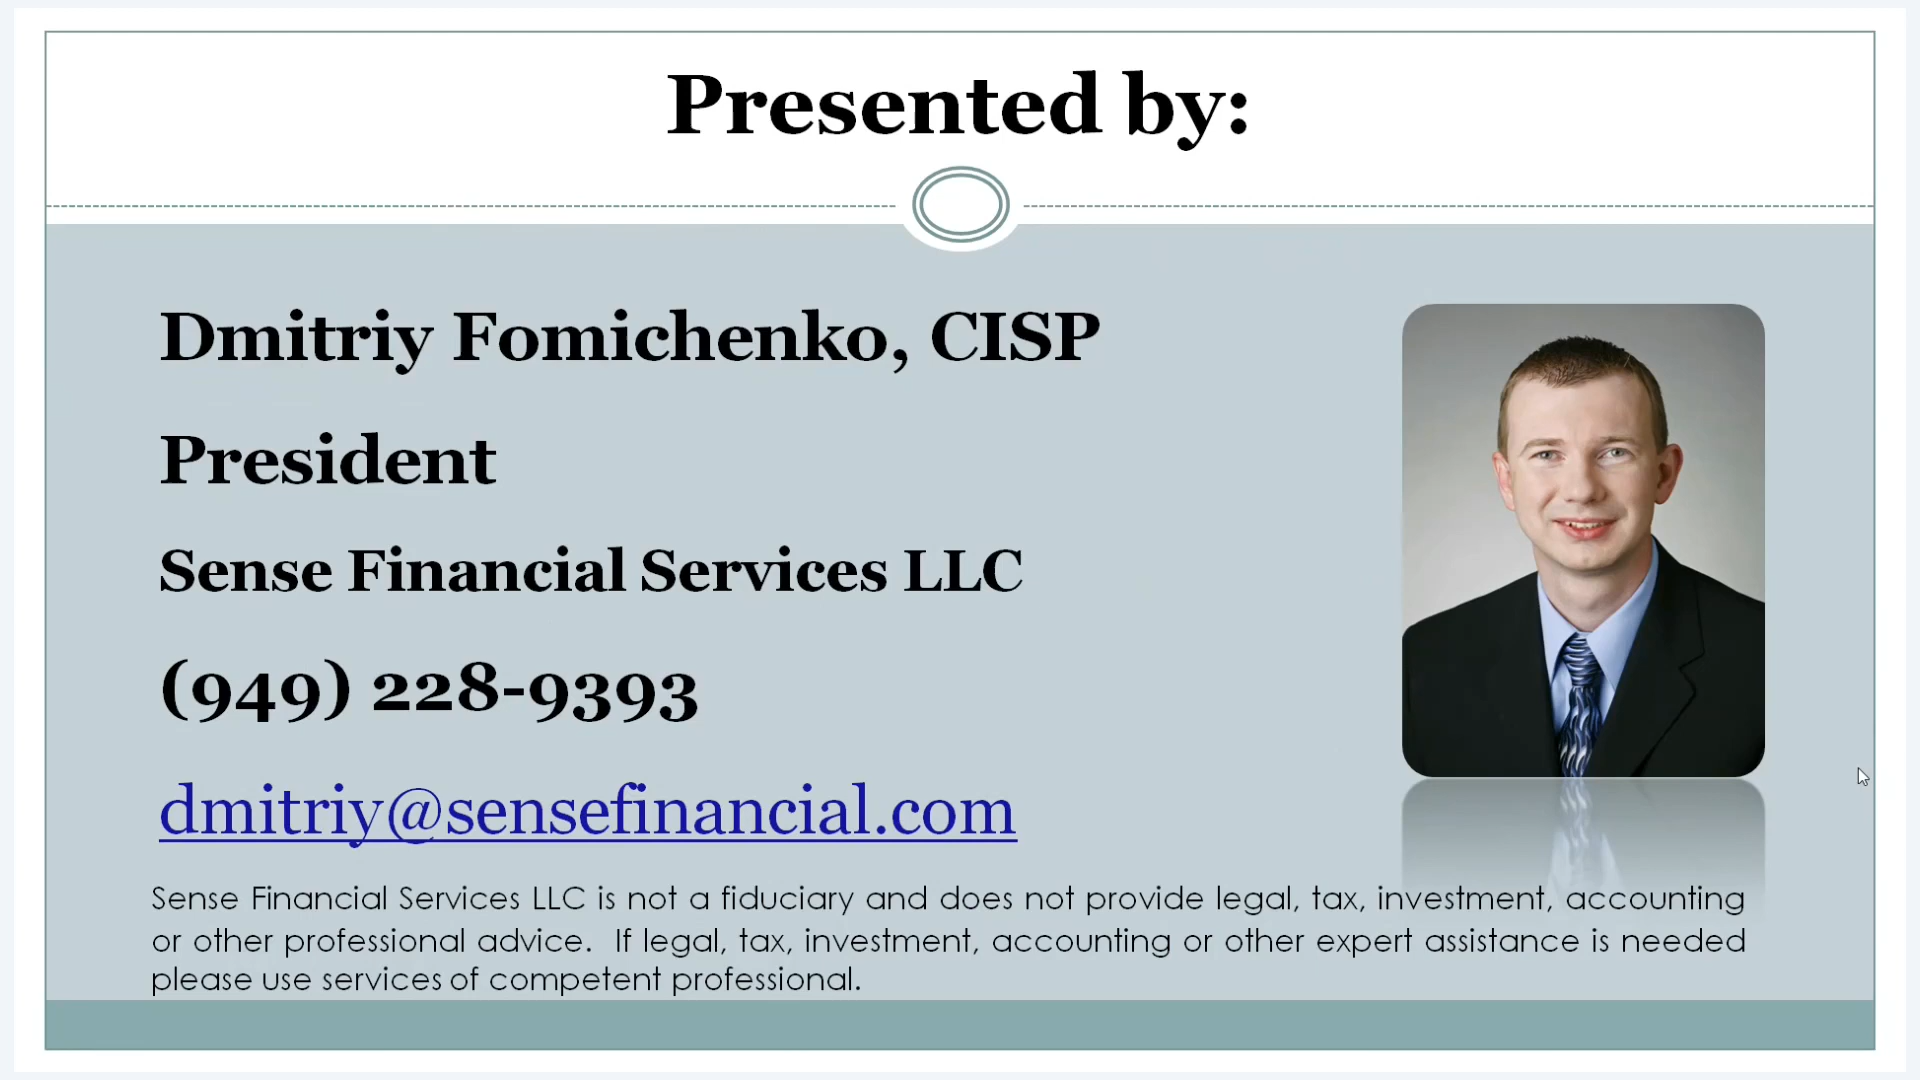 Presented by:
Dmitriy Fomichenko, CISP
President
Sense Financial Services LLC
(949) 228-9393
dmitriy@sensefinancial.com
Sense Financial Services LLC is not a fiduciary and does not provide legal, tax, investment, accounting
or other professional advice.  If legal, tax, investment, accounting or other expert assistance is needed
please use services of competent professional.